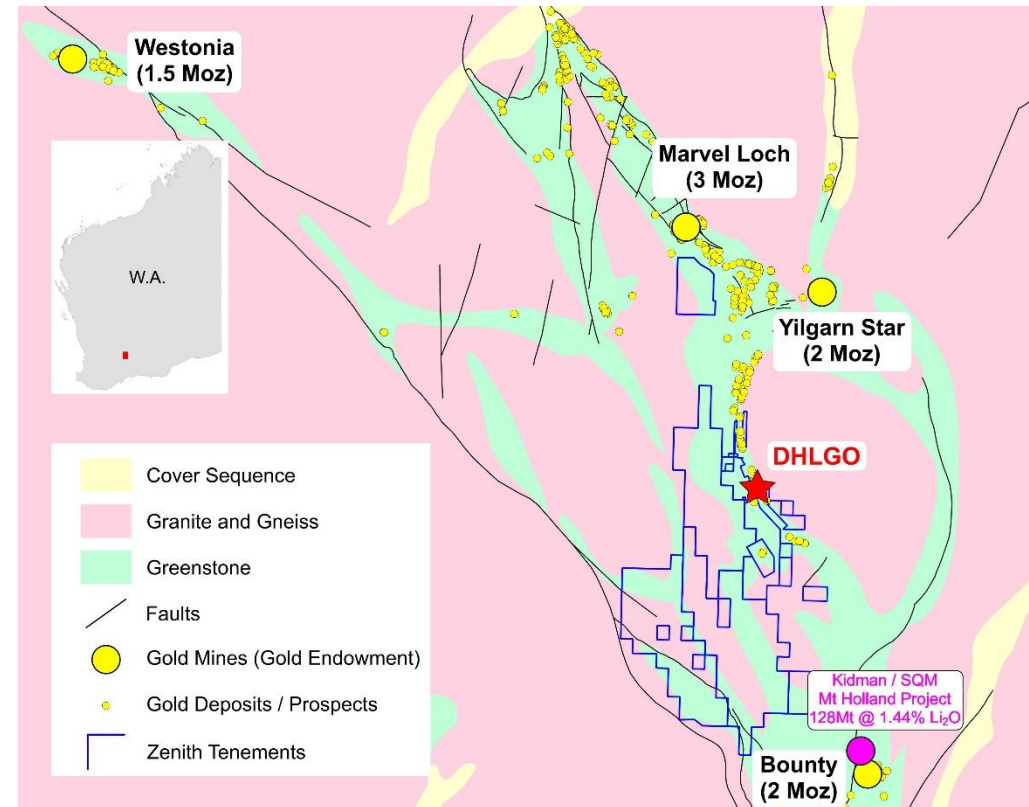 Westonia
(1.5 Moz)
Marvel Loch
(3 Moz)
W.A.
Yilgarn Star
(2 Moz)
DHLGO
Cover Sequence
Granite and Gneiss
Greenstone
Faults
Gold Mines (Gold Endowment)
Gold Deposits / Prospects
Zenith Tenements
Kidman / SQM
Mt Holland Project
128Mt @ 1.44% Li₂O
Bounty
(2 Moz)